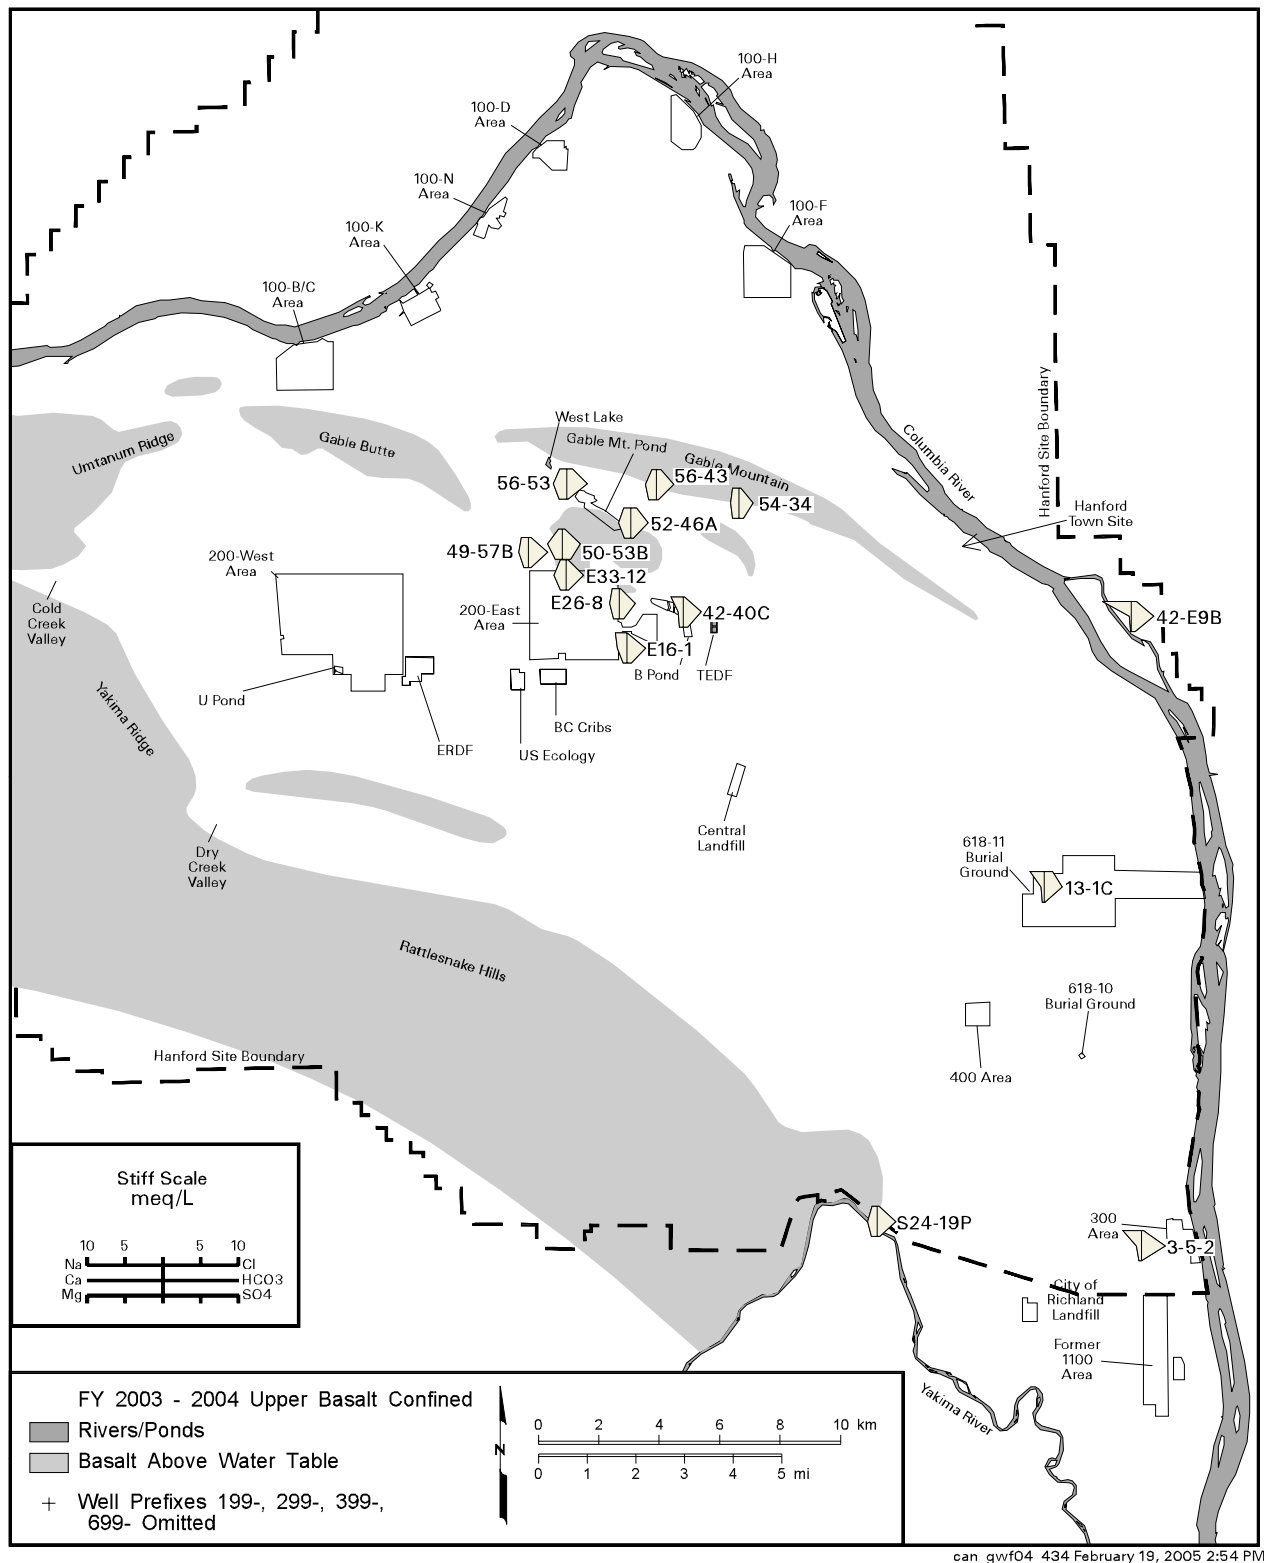 100-H
Area
100-D
Area
100-N
Area
100-F
Area
100-K
Area
100-B/C
Area
Hanford Site Boundary
Columbia River
West Lake
Gable Mt. Pond
Gable Butte
Umtanum Ridge
Gable Mountain
56-53
56-43
54-34
52-46A
Hanford
Town Site
49-57B
50-53B
200-West
Area
E33-12
E26-8
200-East
Area
42-40C
42-E9B
Cold
Creek
Valley
E16-1
B Pond
TEDF
U Pond
Yakima Ridge
BC Cribs
ERDF
US Ecology
Central
Landfill
618-11
Burial
Ground
Dry
Creek
Valley
13-1C
Rattlesnake Hills
618-10
Burial Ground
400 Area
Hanford Site Boundary
Stiff Scale
meq/L
10 5 5 10
Na Cl
Ca HCO3
Mg SO4
S24-19P
300
Area
3-5-2
City of
Richland
Landfill
Former
1100
Area
Yakima River
FY 2003 - 2004 Upper Basalt Confined
Rivers/Ponds
Basalt Above Water Table
Well Prefixes 199-, 299-, 399-,
699- Omitted
N
0 2 4 6 8 10 km
0 1 2 3 4 5 mi
can_gwf04_434 February 19, 2005 2:54 PM